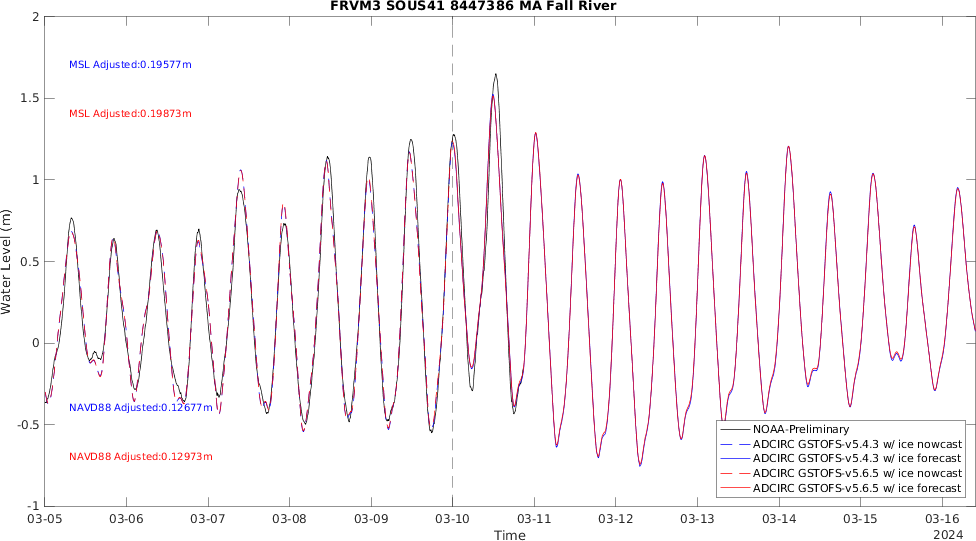 FRVM3 SOUS41 8447386 MA Fall River
2
1.5
1
0.5
0
-0.5
-1
Water Level (m)
MSL Adjusted:0.19577m
MSL Adjusted:0.19873m
NAVD88 Adjusted:0.12677m
NAVD88 Adjusted:0.12973m
NOAA-Preliminary
ADCIRC GSTOFS-v5.4.3 w/ ice nowcast
ADCIRC GSTOFS-v5.4.3 w/ ice forecast
ADCIRC GSTOFS-v5.6.5 w/ ice nowcast
ADCIRC GSTOFS-v5.6.5 w/ ice forecast
03-05 03-06 03-07 03-08 03-09 03-10 03-11 03-12 03-13 03-14 03-15 03-16
Time
2024